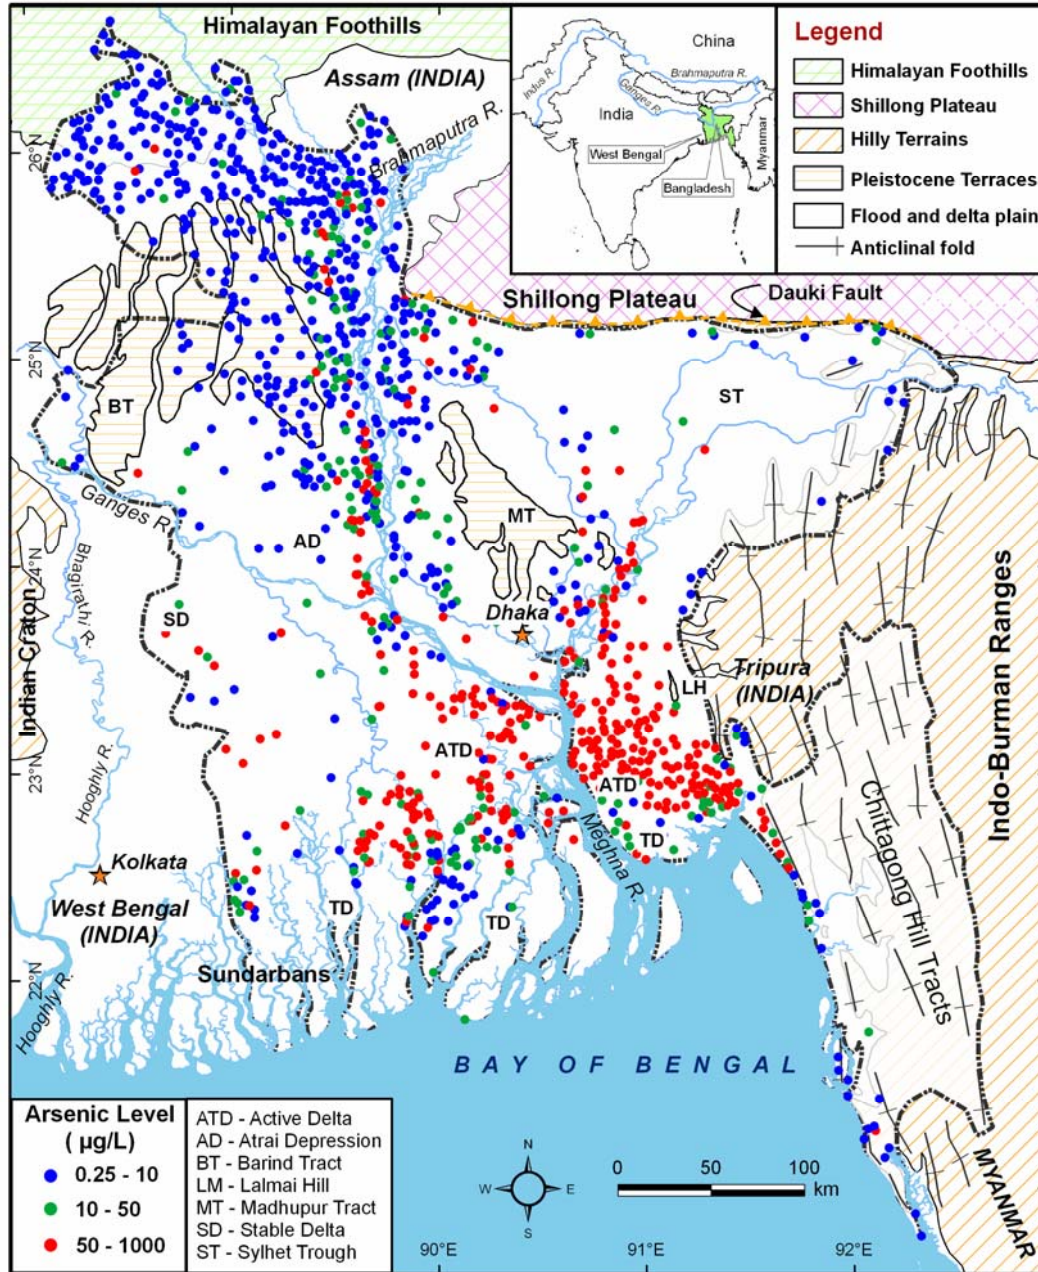 Himalayan Foothills
Assam (INDIA)
Brahmaputra R.
26°N
25°N
24°N
23°N
22°N
China
Indus R.
Brahmaputra R.
Ganges R.
India
West Bengal
Bangladesh
Myanmar
Legend
Himalayan Foothills
Shillong Plateau
Hilly Terrains
Pleistocene Terraces
Flood and delta plain
Anticlinal fold
Shillong Plateau
Dauki Fault
BT
ST
Ganges R.
AD
MT
Bhagirathi R.
SD
Dhaka
Indian Craton
LH
Tripura
(INDIA)
Indo-Burman Ranges
ATD
ATD
Hooghly R.
Meghna R.
TD
Chittagong Hill Tracts
Kolkata
West Bengal
(INDIA)
TD
TD
Sundarbans
Hooghly R.
BAY OF BENGAL
MYANMAR
Arsenic Level
( µg/L)
0.25 - 10
10 - 50
50 - 1000
ATD - Active Delta
AD - Atrai Depression
BT - Barind Tract
LM - Lalmai Hill
MT - Madhupur Tract
SD - Stable Delta
ST - Sylhet Trough
N
W
E
S
0 50 100
km
90°E
91°E
92°E